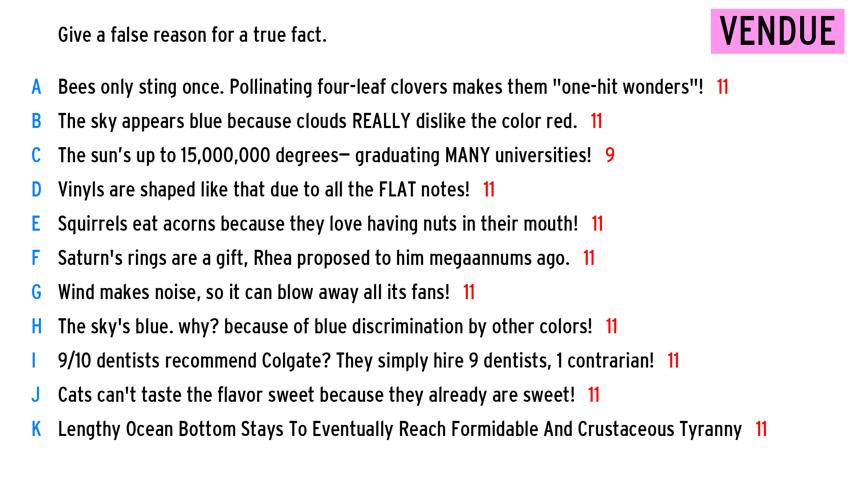 Give a false reason for a true fact.
VENDUE
A Bees only sting once. Pollinating four-leaf clovers makes them "one-hit wonders"! 11
B The sky appears blue because clouds REALLY dislike the color red. 11
C The sun's up to 15,000,000 degrees— graduating MANY universities! 9
D Vinyls are shaped like that due to all the FLAT notes! 11
E Squirrels eat acorns because they love having nuts in their mouth! 11
F Saturn's rings are a gift, Rhea proposed to him megaannums ago. 11
G Wind makes noise, so it can blow away all its fans! 11
H The sky's blue. why? because of blue discrimination by other colors! 11
I 9/10 dentists recommend Colgate? They simply hire 9 dentists, 1 contrarian! 11
J Cats can't taste the flavor sweet because they already are sweet! 11
K Lengthy Ocean Bottom Stays To Eventually Reach Formidable And Crustaceous Tyranny 11